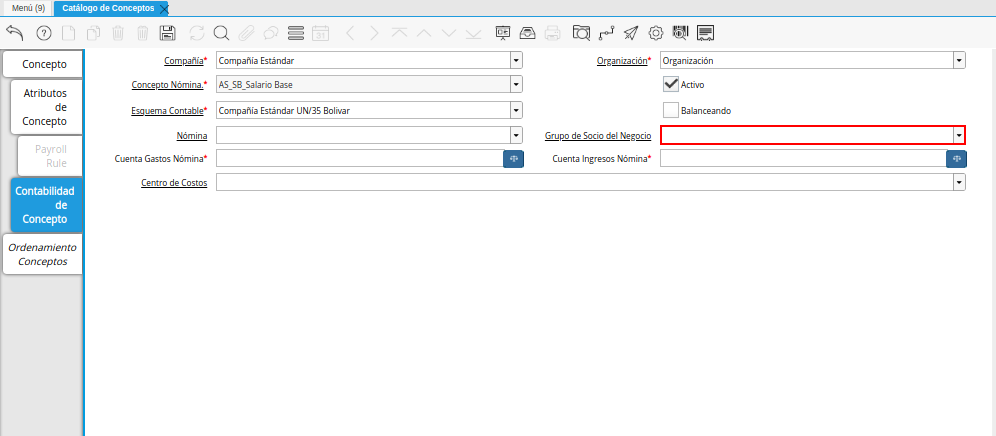 Menú (9)
Catálogo de Conceptos
Concepto
Atributos
de
Concepto
Payroll
Rule
Contabilidad
de
Concepto
Ordenamiento
Conceptos
Compañía* Compañía Estándar
Organización* Organización
Concepto Nómina.* AS_SB_Salario Base
Activo
Esquema Contable* Compañía Estándar UN/35 Bolivar
Balanceando
Nómina
Grupo de Socio del Negocio
Cuenta Gastos Nómina*
Cuenta Ingresos Nómina*
Centro de Costos